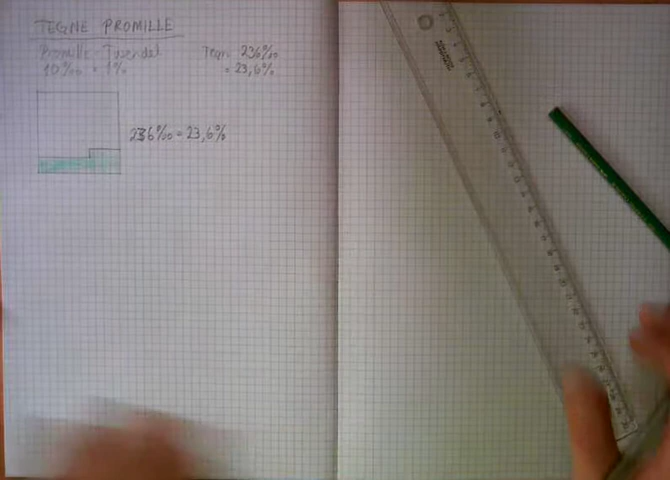 TEGNE PROMILLE
Promille - Tusendel
10‰ = 1%
Tegn 236‰
= 23,6%
236‰ = 23,6%